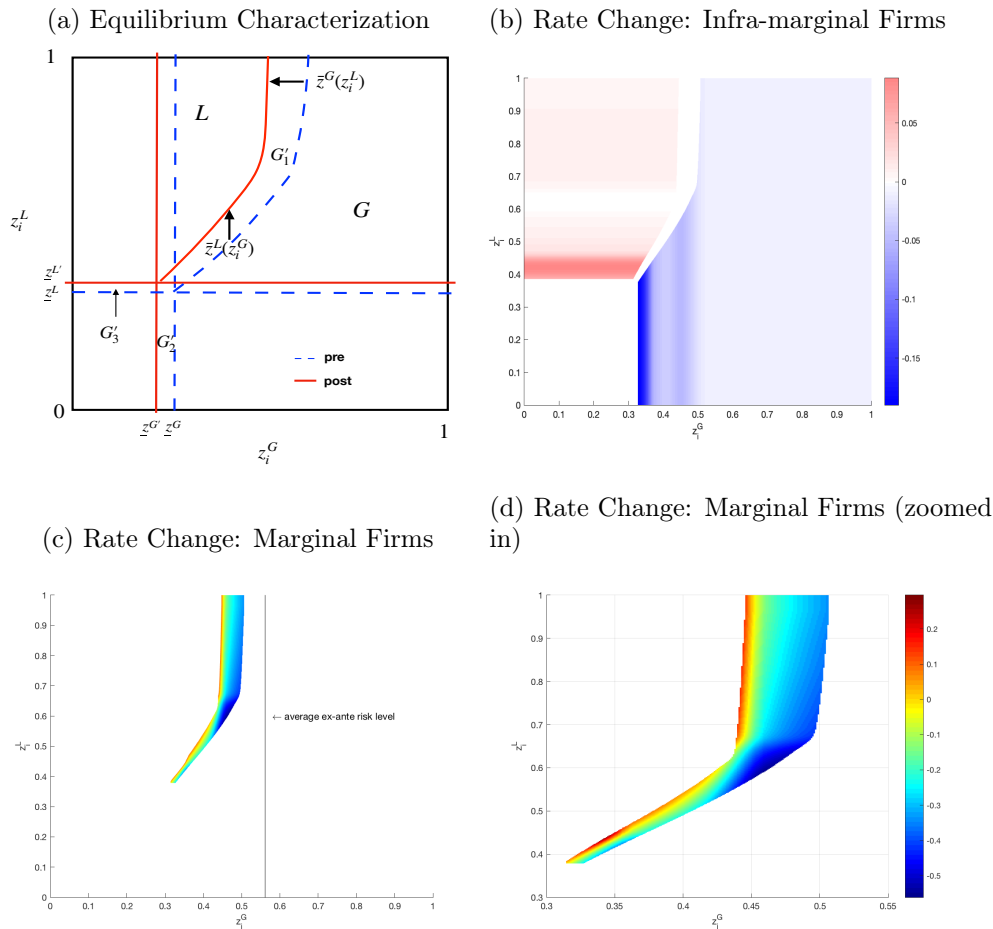 (a) Equilibrium Characterization
(b) Rate Change: Infra-marginal Firms
1
L
z̄^G(z_i^L)
G'_1
G
z_i^L
z̄^L(z_i^G)
z̲^{L'}
z̲^L
G'_3
G'_2
pre
post
0
z̲^{G'} z̲^G
1
z_i^G
1
0.9
0.8
0.7
0.6
0.5
0.4
0.3
0.2
0.1
0
z_i^L
0 0.1 0.2 0.3 0.4 0.5 0.6 0.7 0.8 0.9 1
z_i^G
0.05
0
-0.05
-0.1
-0.15
(c) Rate Change: Marginal Firms
(d) Rate Change: Marginal Firms (zoomed
in)
1
0.9
0.8
0.7
0.6
0.5
0.4
0.3
0.2
0.1
0
z_i^L
← average ex-ante risk level
0 0.1 0.2 0.3 0.4 0.5 0.6 0.7 0.8 0.9 1
z_i^G
1
0.9
0.8
0.7
0.6
0.5
0.4
0.3
z_i^L
0.3 0.35 0.4 0.45 0.5 0.55
z_i^G
0.2
0.1
0
-0.1
-0.2
-0.3
-0.4
-0.5